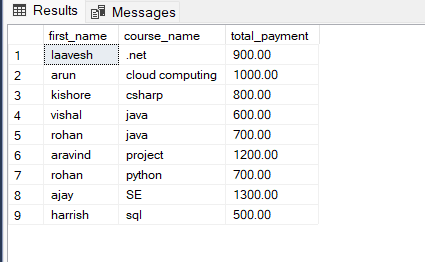 Results Messages
first_name course_name total_payment
1 laavesh .net 900.00
2 arun cloud computing 1000.00
3 kishore csharp 800.00
4 vishal java 600.00
5 rohan java 700.00
6 aravind project 1200.00
7 rohan python 700.00
8 ajay SE 1300.00
9 harrish sql 500.00